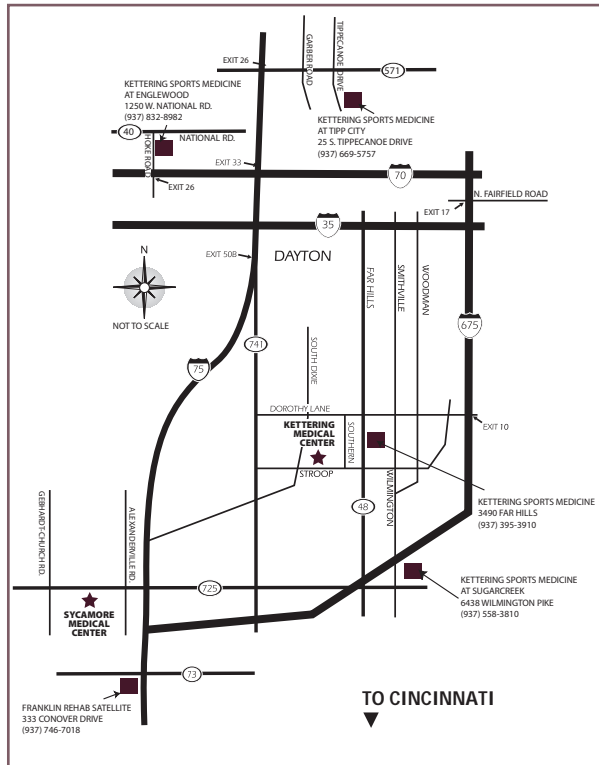 EXIT 26
571
GARBER ROAD
TIPPECANOE DRIVE
KETTERING SPORTS MEDICINE
AT ENGLEWOOD
1250 W. NATIONAL RD.
(937) 832-8982
KETTERING SPORTS MEDICINE
AT TIPP CITY
25 S. TIPPECANOE DRIVE
(937) 669-5757
40
NATIONAL RD.
HOKE ROAD
EXIT 33
EXIT 26
70
N. FAIRFIELD ROAD
EXIT 17
35
EXIT 50B
DAYTON
N
NOT TO SCALE
FAR HILLS
SMITHVILLE
WOODMAN
675
741
SOUTH DIXIE
75
DOROTHY LANE
EXIT 10
KETTERING
MEDICAL
CENTER
SOUTHERN
STROOP
WILMINGTON
48
KETTERING SPORTS MEDICINE
3490 FAR HILLS
(937) 395-3910
GEBHARDT-CHURCH RD.
ALEXANDERVILLE RD.
725
KETTERING SPORTS MEDICINE
AT SUGARCREEK
6438 WILMINGTON PIKE
(937) 558-3810
SYCAMORE
MEDICAL
CENTER
73
FRANKLIN REHAB SATELLITE
333 CONOVER DRIVE
(937) 746-7018
TO CINCINNATI